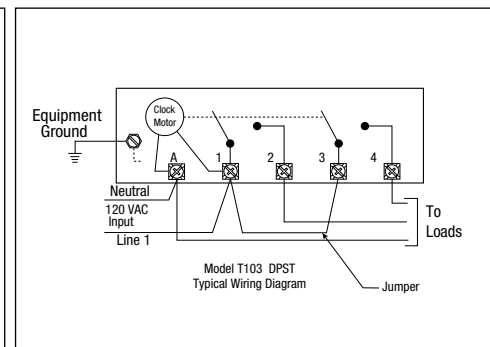 Clock
Motor
Equipment
Ground
A
1
2
3
4
Neutral
120 VAC
Input
Line 1
To
Loads
Model T103 DPST
Typical Wiring Diagram
Jumper